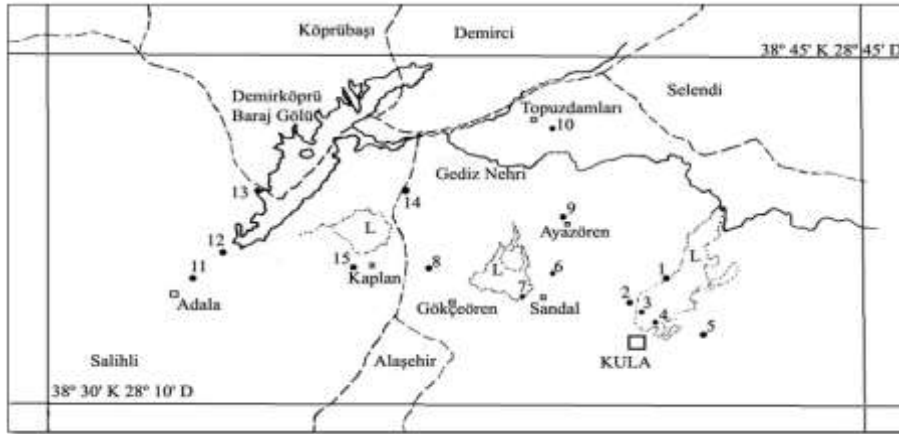 Köprübaşı
Demirci
38° 45' K 28° 45' D
Demirköprü
Baraj Gölü
Topuzdamları
10
Selendi
Gediz Nehri
13
14
9
Ayazören
L
12
11
15
Kaplan
8
L
6
1
L
Adala
Gökçeören
7
Sandal
2
3
4
5
KULA
Salihli
Alaşehir
38° 30' K 28° 10' D